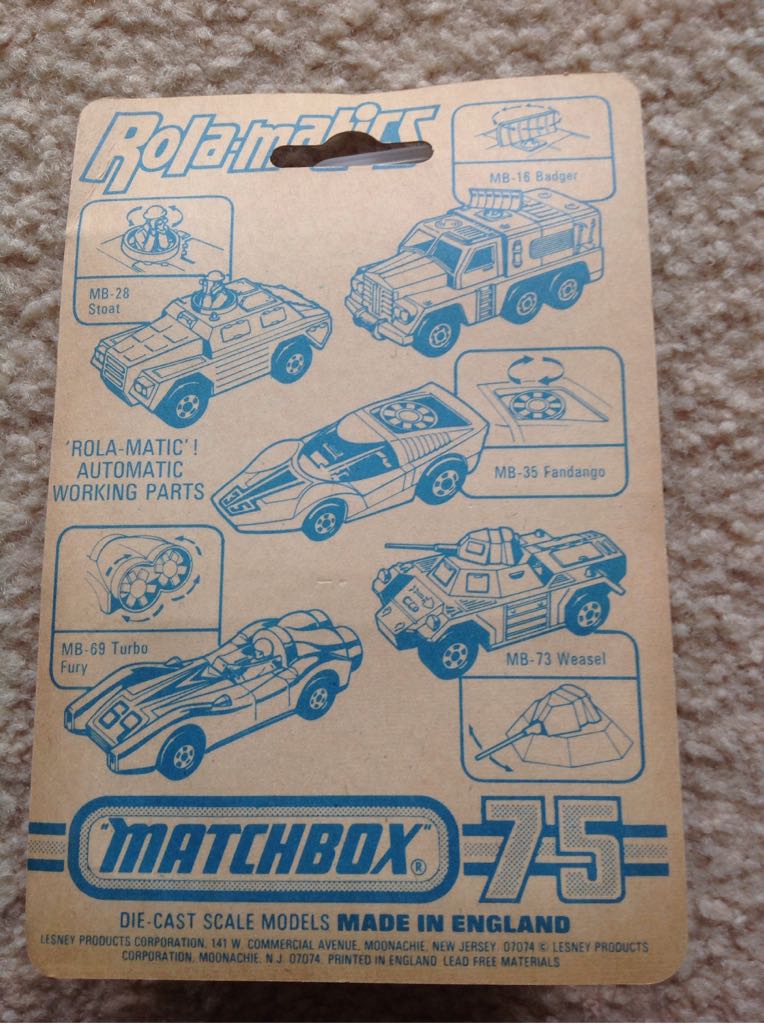 Rola-matics
MB-16 Badger
MB-28
Stoat
'ROLA-MATIC'!
AUTOMATIC
WORKING PARTS
35
MB-35 Fandango
MB-69 Turbo
Fury
MB-73 Weasel
69
"MATCHBOX"® 75
DIE-CAST SCALE MODELS MADE IN ENGLAND
LESNEY PRODUCTS CORPORATION, 141 W. COMMERCIAL AVENUE, MOONACHIE, NEW JERSEY. 07074 © LESNEY PRODUCTS
CORPORATION, MOONACHIE. N.J. 07074. PRINTED IN ENGLAND LEAD FREE MATERIALS